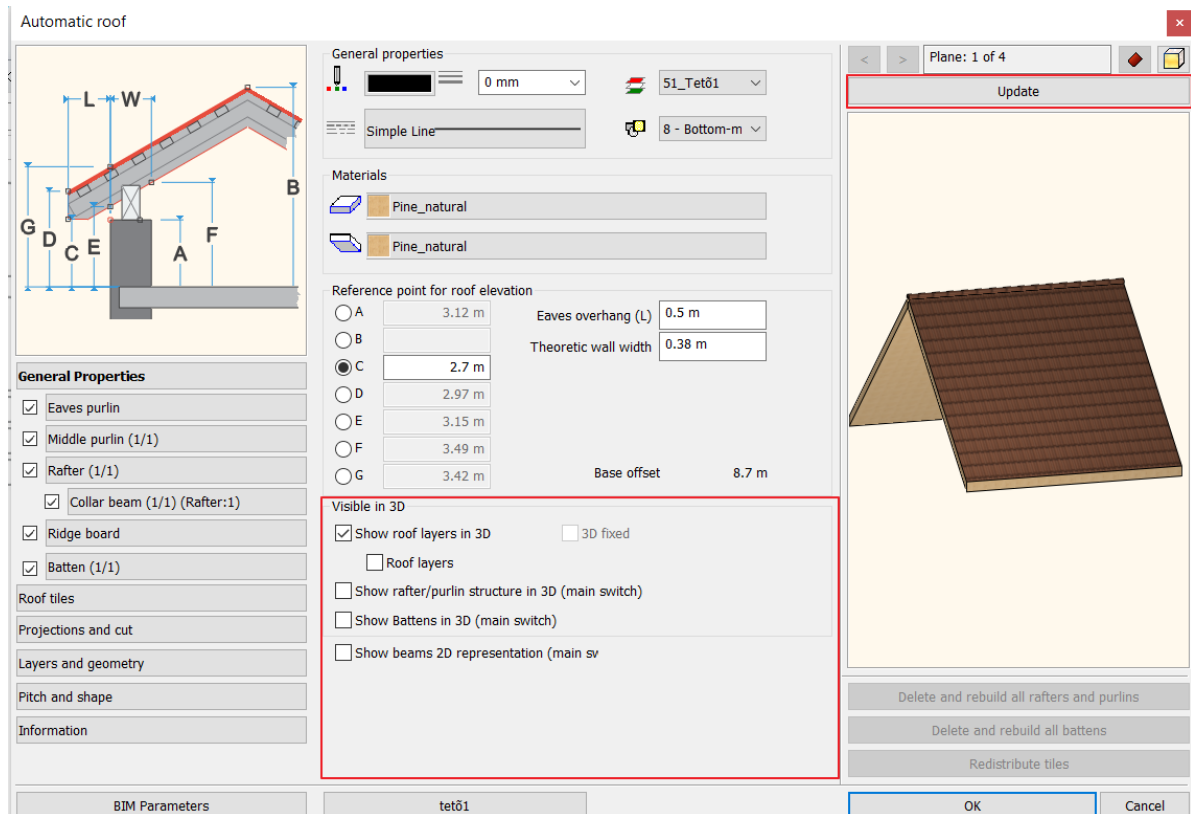 Automatic roof
L W
B
G
D
C
E
F
A
General Properties
Eaves purlin
Middle purlin (1/1)
Rafter (1/1)
Collar beam (1/1) (Rafter:1)
Ridge board
Batten (1/1)
Roof tiles
Projections and cut
Layers and geometry
Pitch and shape
Information
BIM Parameters
General properties
0 mm
51_Tetõ1
Simple Line
8 - Bottom-m
Materials
Pine_natural
Pine_natural
Reference point for roof elevation
A 3.12 m Eaves overhang (L) 0.5 m
B Theoretic wall width 0.38 m
C 2.7 m
D 2.97 m
E 3.15 m
F 3.49 m
G 3.42 m Base offset 8.7 m
Visible in 3D
Show roof layers in 3D 3D fixed
Roof layers
Show rafter/purlin structure in 3D (main switch)
Show Battens in 3D (main switch)
Show beams 2D representation (main sv
tetõ1
< > Plane: 1 of 4
Update
Delete and rebuild all rafters and purlins
Delete and rebuild all battens
Redistribute tiles
OK Cancel